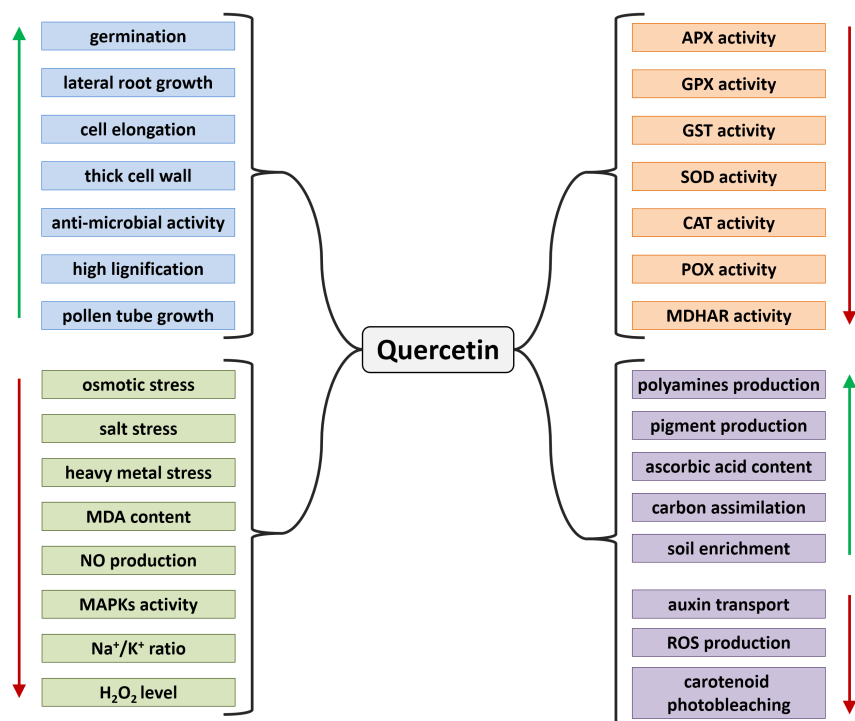 germination
lateral root growth
cell elongation
thick cell wall
anti-microbial activity
high lignification
pollen tube growth
osmotic stress
salt stress
heavy metal stress
MDA content
NO production
MAPKs activity
Na⁺/K⁺ ratio
H₂O₂ level
Quercetin
APX activity
GPX activity
GST activity
SOD activity
CAT activity
POX activity
MDHAR activity
polyamines production
pigment production
ascorbic acid content
carbon assimilation
soil enrichment
auxin transport
ROS production
carotenoid
photobleaching